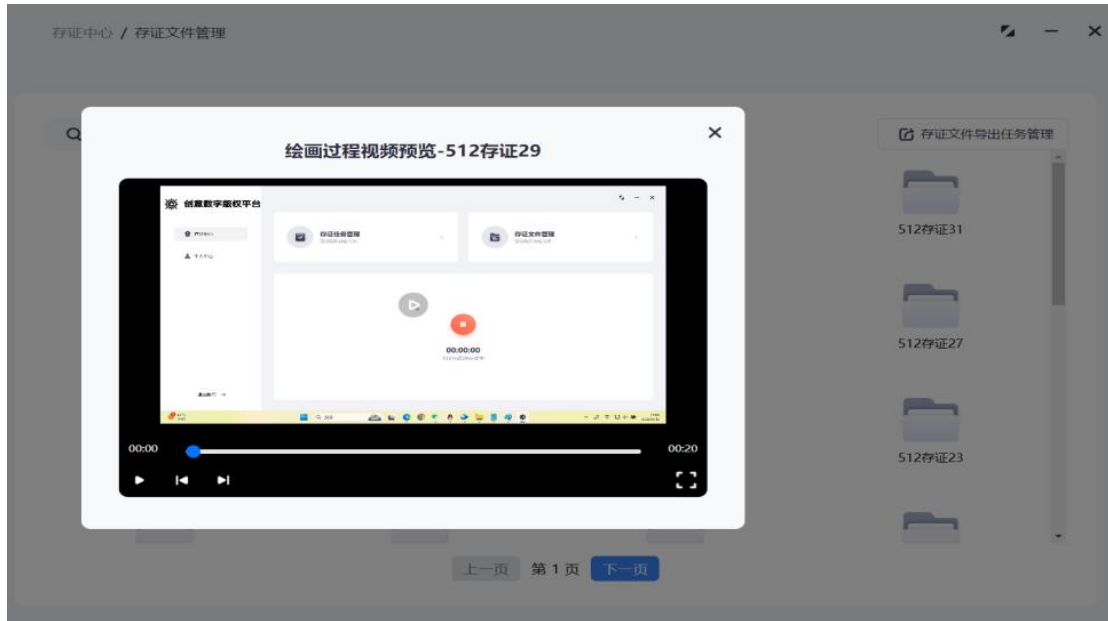 存证中心 / 存证文件管理
存证文件导出任务管理
绘画过程视频预览-512存证29
创意数字版权平台
存证任务管理
存证文件管理
00:00:00
00:00
00:20
512存证31
512存证27
512存证23
上一页 第 1 页 下一页